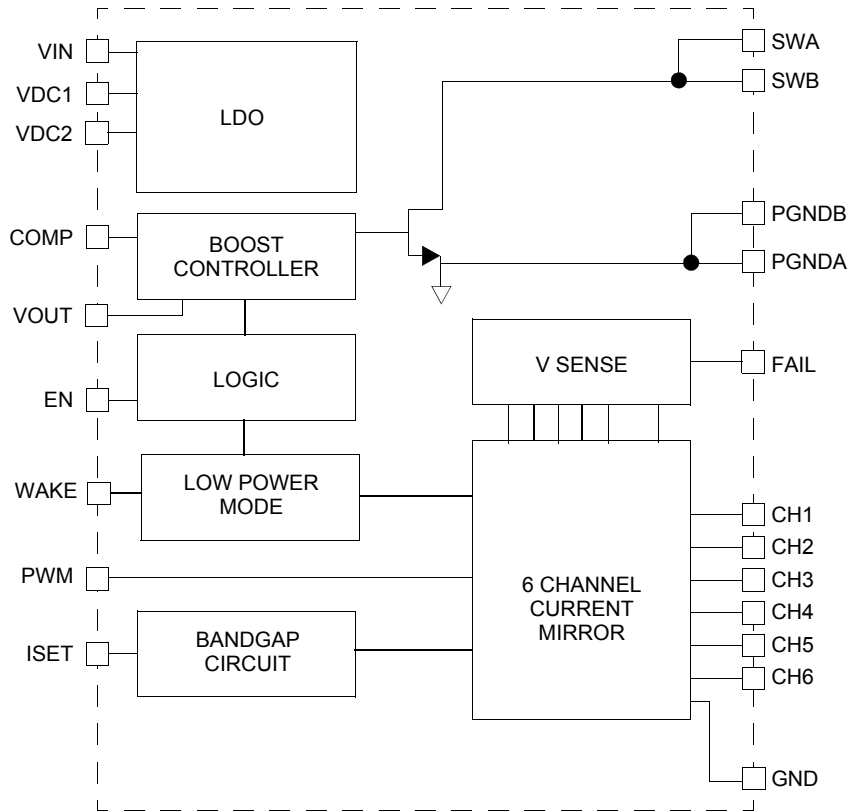 VIN
VDC1
VDC2
LDO
SWA
SWB
COMP
BOOST
CONTROLLER
PGNDB
PGNDA
VOUT
EN
LOGIC
V SENSE
FAIL
WAKE
LOW POWER
MODE
PWM
ISET
BANDGAP
CIRCUIT
6 CHANNEL
CURRENT
MIRROR
CH1
CH2
CH3
CH4
CH5
CH6
GND